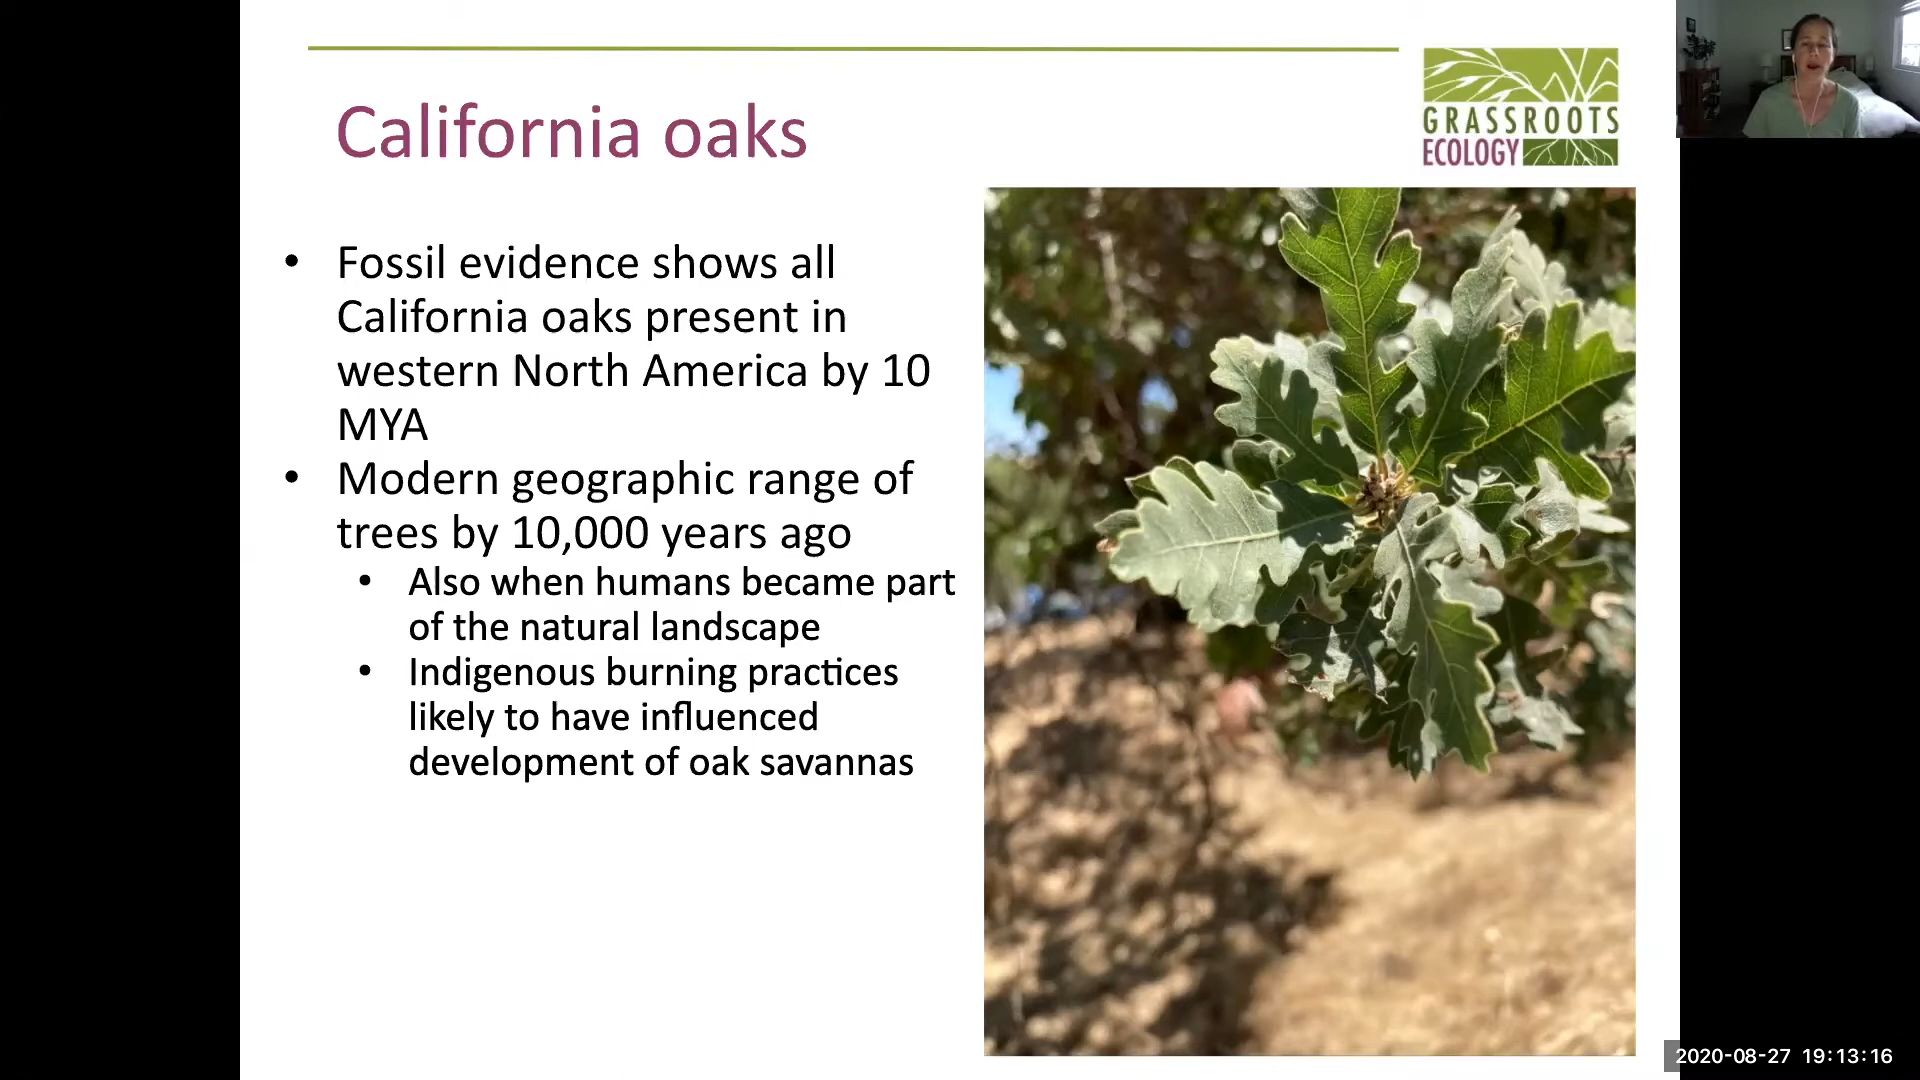 GRASSROOTS
ECOLOGY
California oaks
• Fossil evidence shows all
California oaks present in
western North America by 10
MYA
• Modern geographic range of
trees by 10,000 years ago
• Also when humans became part
of the natural landscape
• Indigenous burning practices
likely to have influenced
development of oak savannas
2020-08-27 19:13:16